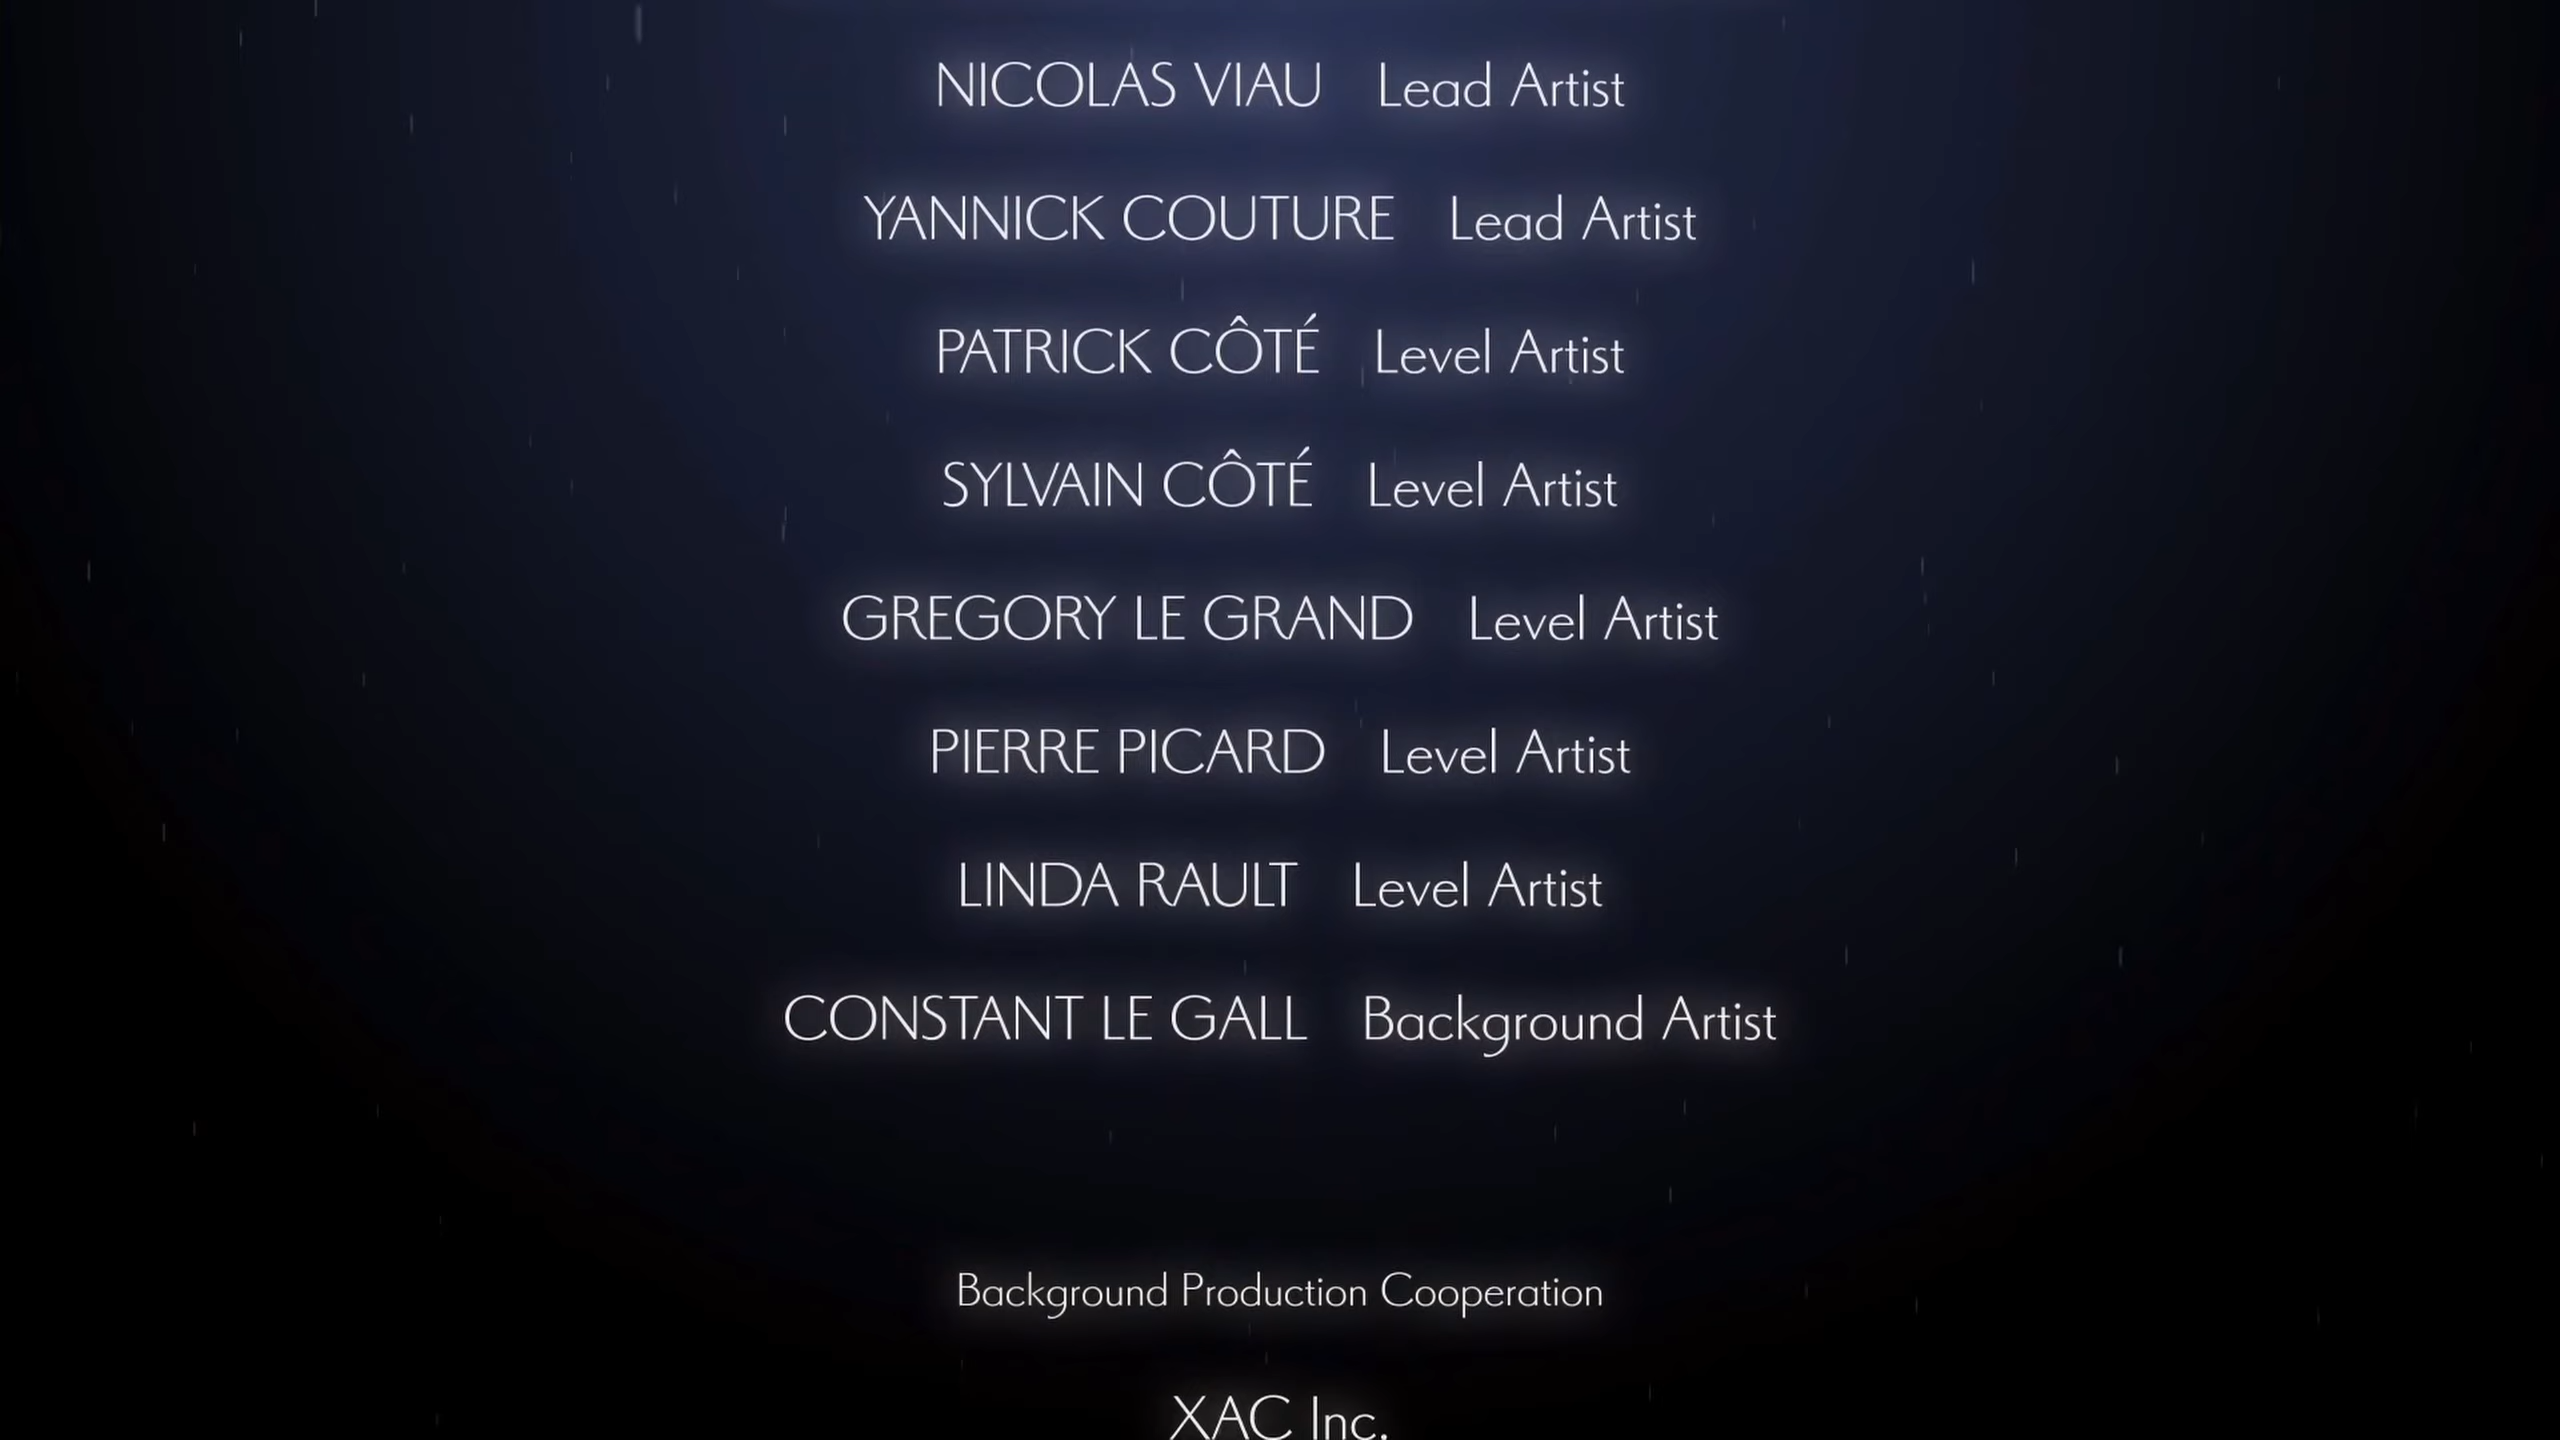 NICOLAS VIAU Lead Artist
YANNICK COUTURE Lead Artist
PATRICK CÔTÉ Level Artist
SYLVAIN CÔTÉ Level Artist
GREGORY LE GRAND Level Artist
PIERRE PICARD Level Artist
LINDA RAULT Level Artist
CONSTANT LE GALL Background Artist
Background Production Cooperation
XAC Inc.